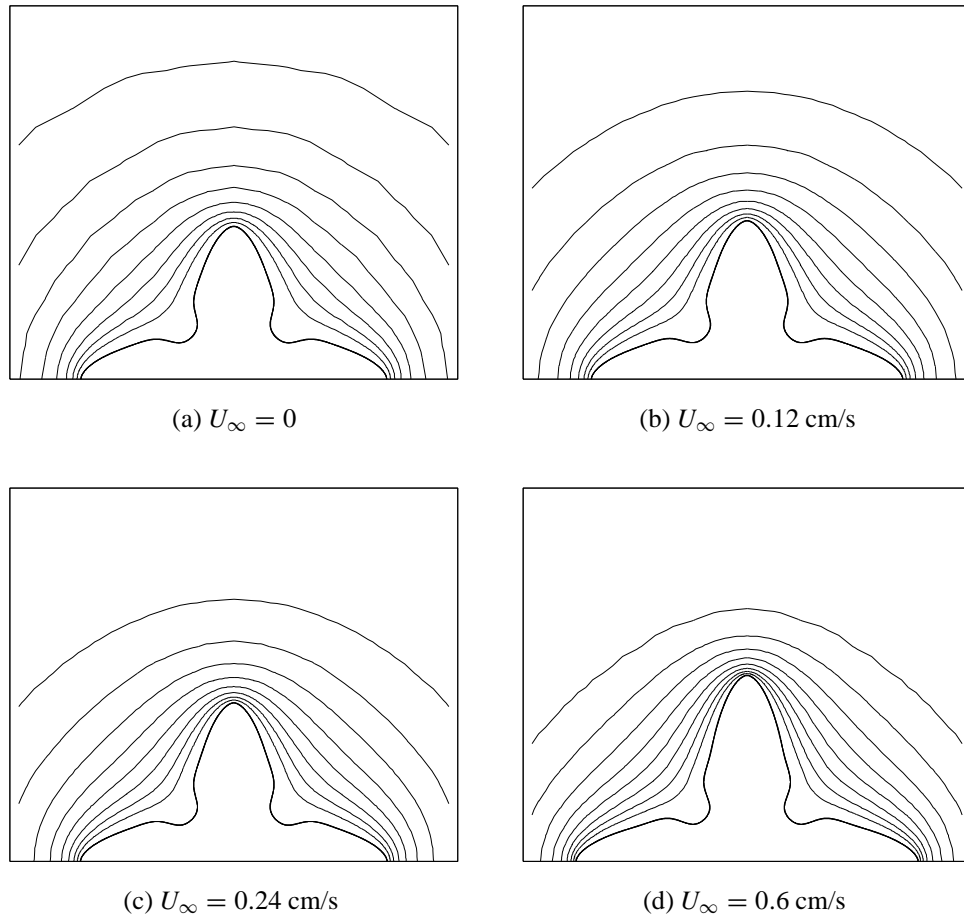 (a) U∞ = 0
(b) U∞ = 0.12 cm/s
(c) U∞ = 0.24 cm/s
(d) U∞ = 0.6 cm/s